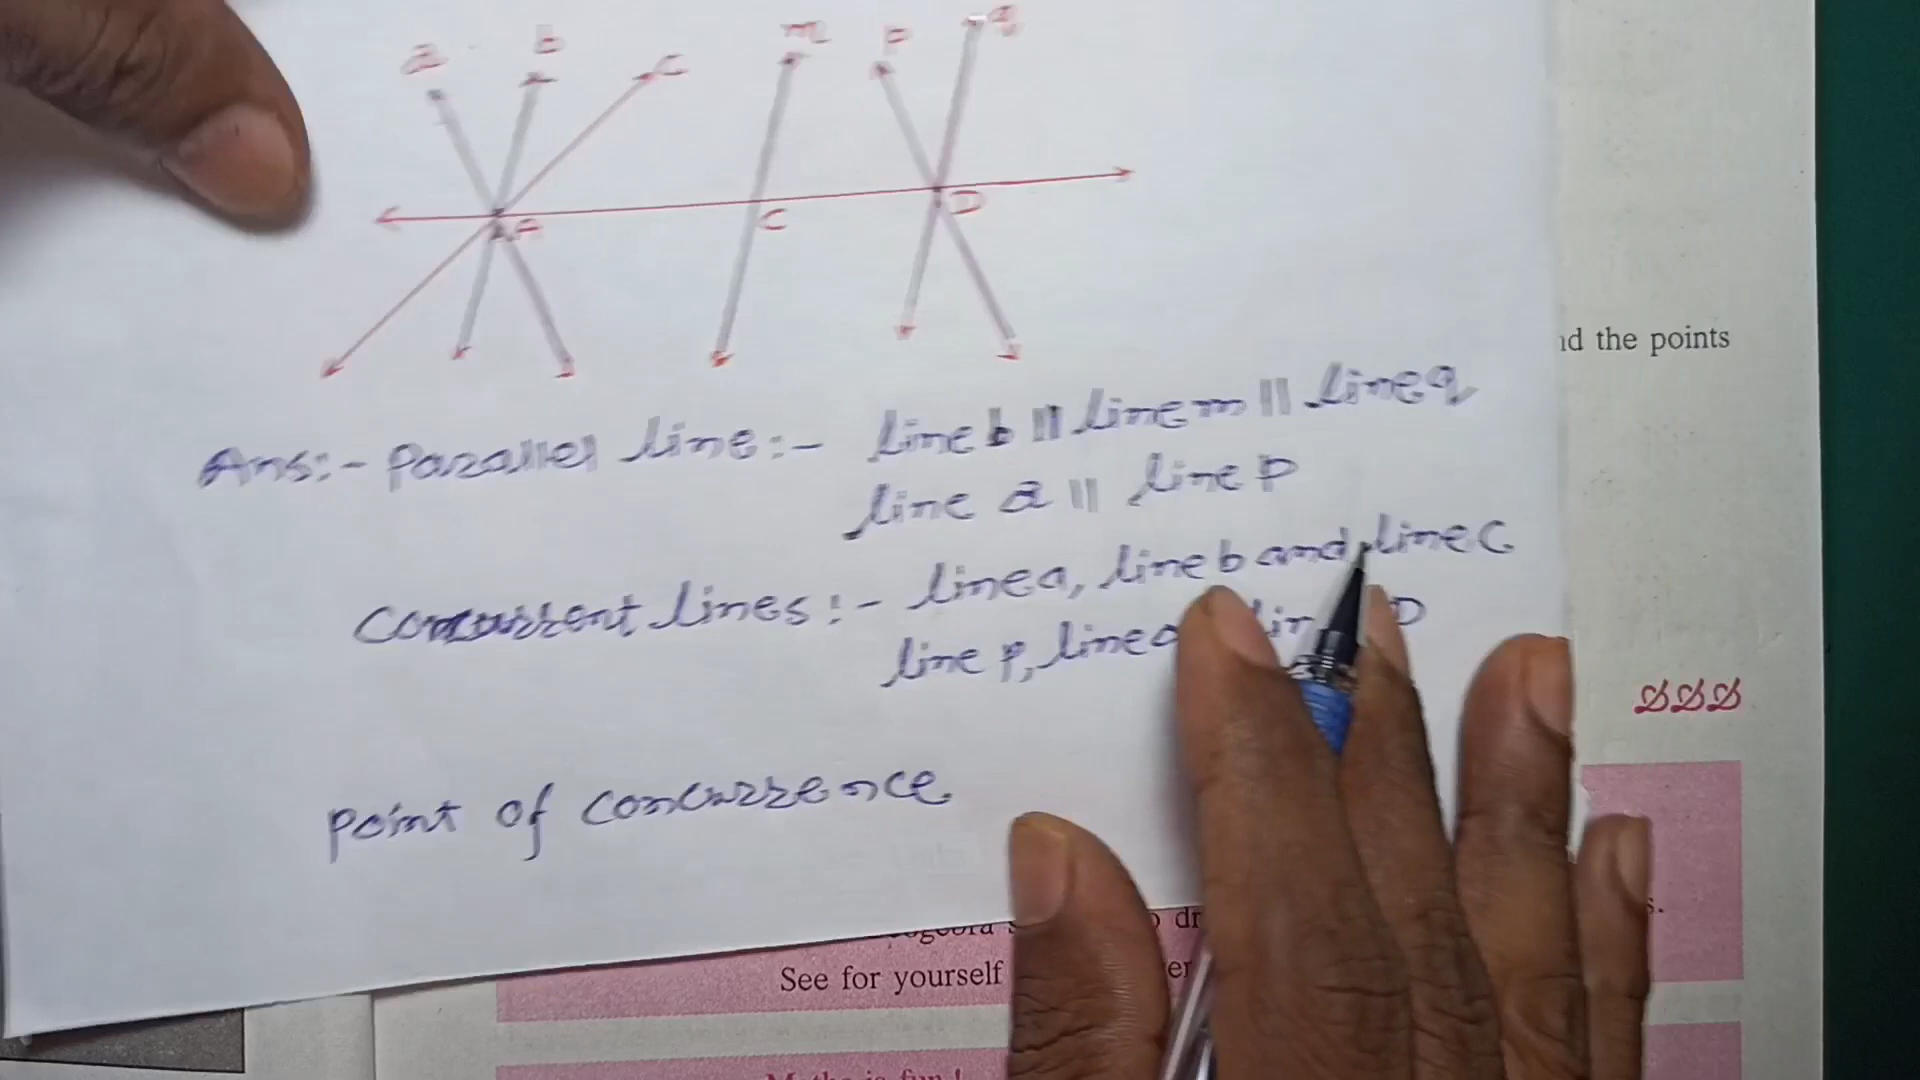 a b c m p q
A C D
Ans:- parallel line:- line b || line m || line q
line a || line p
nd the points
concurrent lines:- line a, line b and line c
line p, line D
point of concurrence
See for yourself